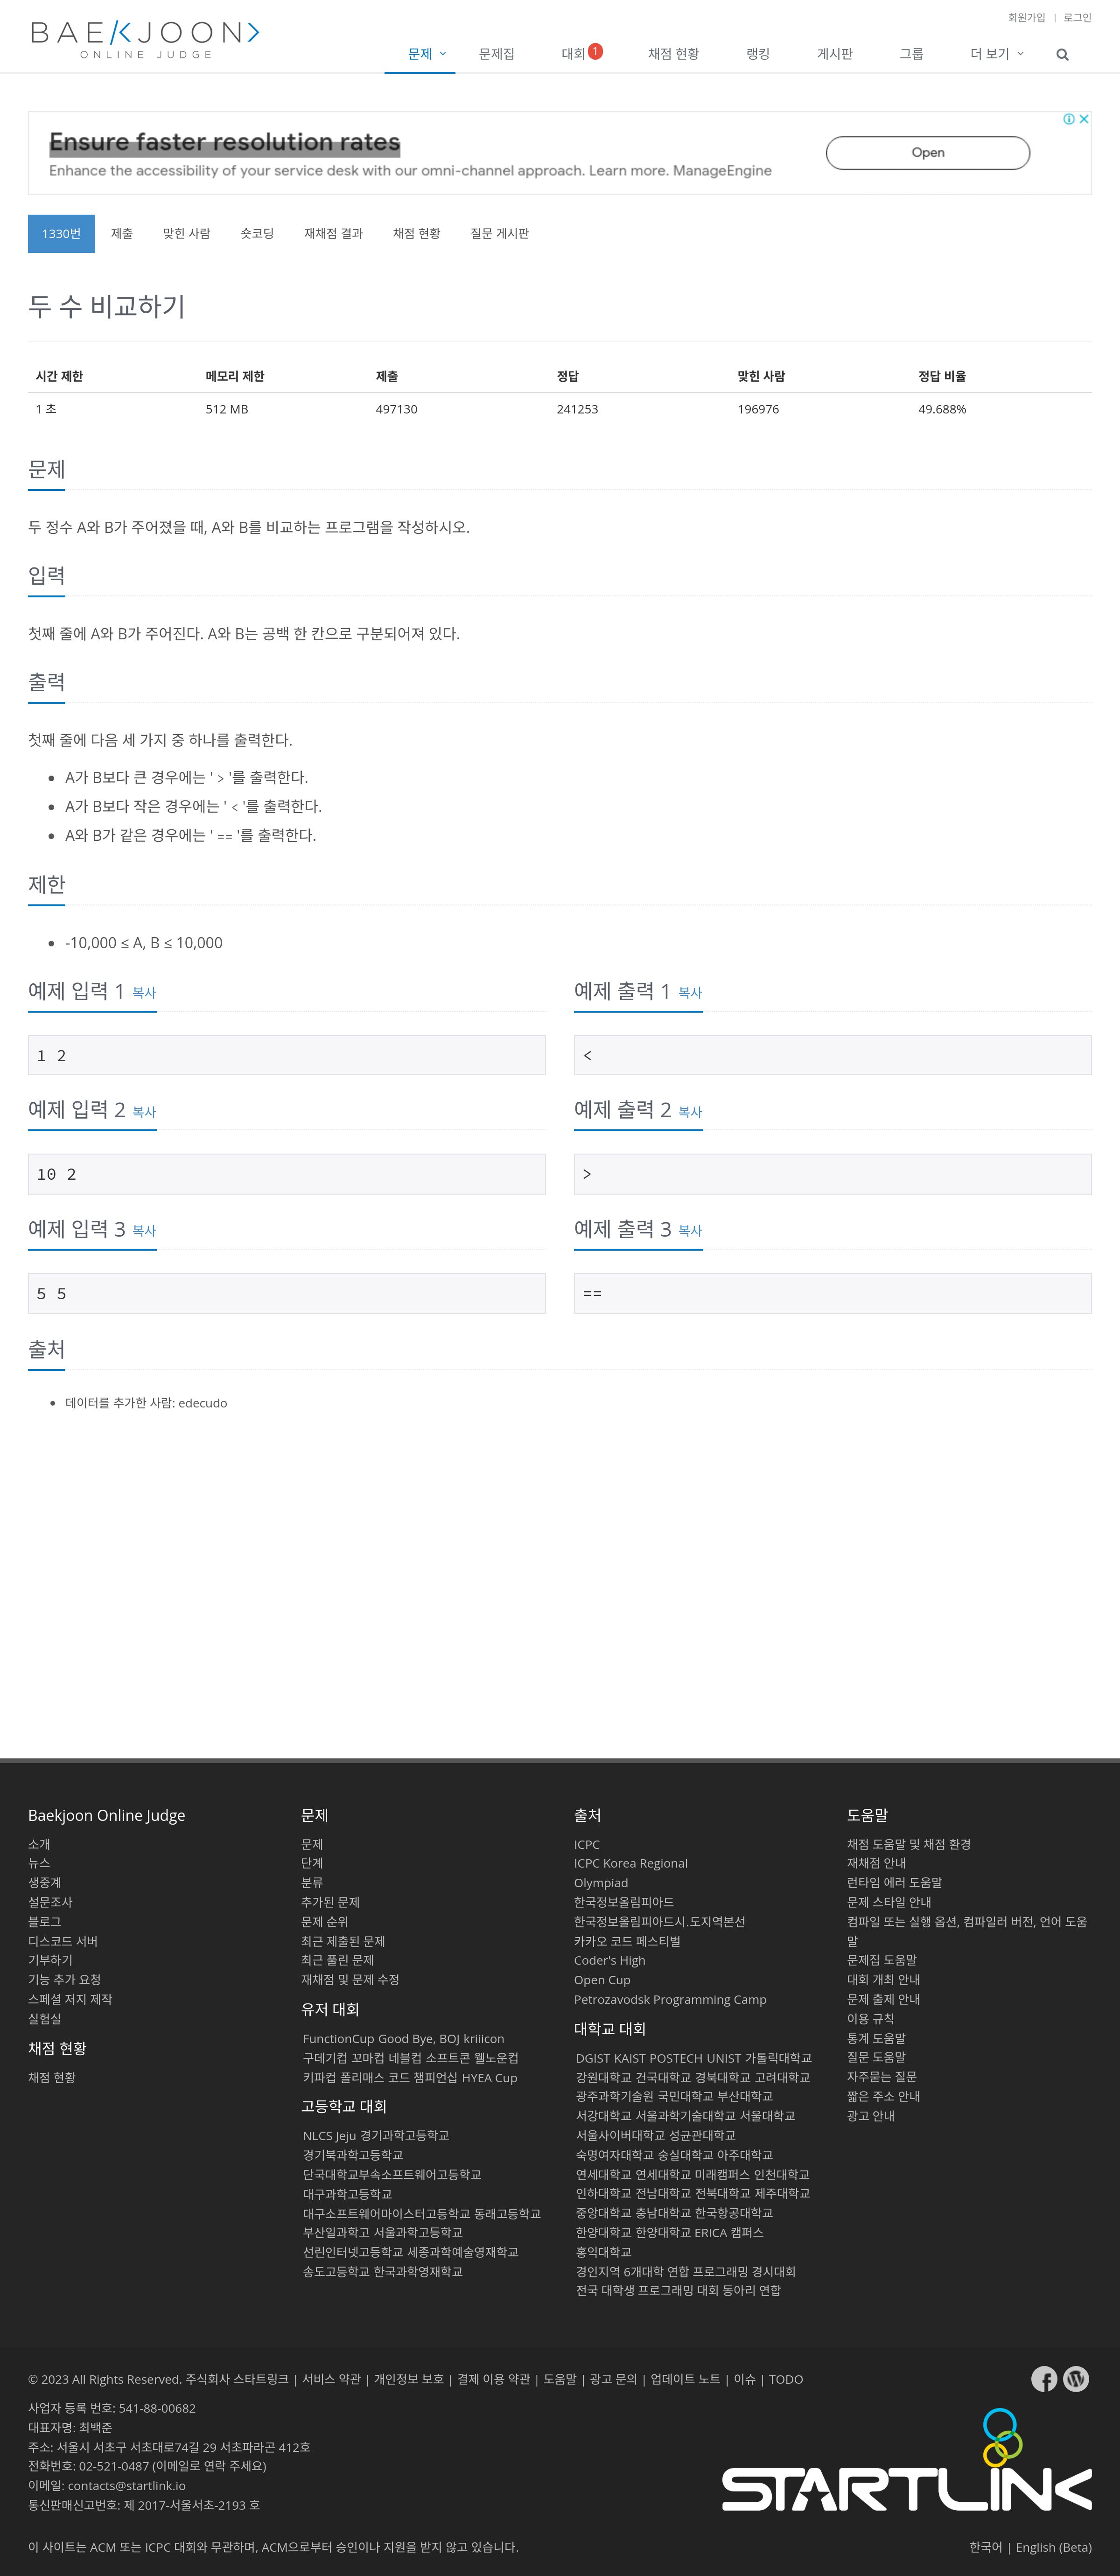 회원가입 | 로그인
BAEKJOON>
ONLINE JUDGE
문제 문제집 대회 1 채점 현황 랭킹 게시판 그룹 더 보기
Ensure faster resolution rates
Enhance the accessibility of your service desk with our omni-channel approach. Learn more. ManageEngine
Open
1330번 제출 맞힌 사람 숏코딩 재채점 결과 채점 현황 질문 게시판
두 수 비교하기
시간 제한 메모리 제한 제출 정답 맞힌 사람 정답 비율
1 초 512 MB 497130 241253 196976 49.688%
문제
두 정수 A와 B가 주어졌을 때, A와 B를 비교하는 프로그램을 작성하시오.
입력
첫째 줄에 A와 B가 주어진다. A와 B는 공백 한 칸으로 구분되어져 있다.
출력
첫째 줄에 다음 세 가지 중 하나를 출력한다.
• A가 B보다 큰 경우에는 ' > '를 출력한다.
• A가 B보다 작은 경우에는 ' < '를 출력한다.
• A와 B가 같은 경우에는 ' == '를 출력한다.
제한
• -10,000 ≤ A, B ≤ 10,000
예제 입력 1 복사 예제 출력 1 복사
1 2 <
예제 입력 2 복사 예제 출력 2 복사
10 2 >
예제 입력 3 복사 예제 출력 3 복사
5 5 ==
출처
• 데이터를 추가한 사람: edecudo
Baekjoon Online Judge
소개
뉴스
생중계
설문조사
블로그
디스코드 서버
기부하기
기능 추가 요청
스페셜 저지 제작
실험실
채점 현황
채점 현황
문제
문제
단계
분류
추가된 문제
문제 순위
최근 제출된 문제
최근 풀린 문제
재채점 및 문제 수정
유저 대회
FunctionCup Good Bye, BOJ kriiicon
구데기컵 꼬마컵 네블컵 소프트콘 웰노운컵
키파컵 폴리매스 코드 챔피언십 HYEA Cup
고등학교 대회
NLCS Jeju 경기과학고등학교
경기북과학고등학교
단국대학교부속소프트웨어고등학교
대구과학고등학교
대구소프트웨어마이스터고등학교 동래고등학교
부산일과학고 서울과학고등학교
선린인터넷고등학교 세종과학예술영재학교
송도고등학교 한국과학영재학교
출처
ICPC
ICPC Korea Regional
Olympiad
한국정보올림피아드
한국정보올림피아드시.도지역본선
카카오 코드 페스티벌
Coder's High
Open Cup
Petrozavodsk Programming Camp
대학교 대회
DGIST KAIST POSTECH UNIST 가톨릭대학교
강원대학교 건국대학교 경북대학교 고려대학교
광주과학기술원 국민대학교 부산대학교
서강대학교 서울과학기술대학교 서울대학교
서울사이버대학교 성균관대학교
숙명여자대학교 숭실대학교 아주대학교
연세대학교 연세대학교 미래캠퍼스 인천대학교
인하대학교 전남대학교 전북대학교 제주대학교
중앙대학교 충남대학교 한국항공대학교
한양대학교 한양대학교 ERICA 캠퍼스
홍익대학교
경인지역 6개대학 연합 프로그래밍 경시대회
전국 대학생 프로그래밍 대회 동아리 연합
도움말
채점 도움말 및 채점 환경
재채점 안내
런타임 에러 도움말
문제 스타일 안내
컴파일 또는 실행 옵션, 컴파일러 버전, 언어 도움
말
문제집 도움말
대회 개최 안내
문제 출제 안내
이용 규칙
통계 도움말
질문 도움말
자주묻는 질문
짧은 주소 안내
광고 안내
© 2023 All Rights Reserved. 주식회사 스타트링크 | 서비스 약관 | 개인정보 보호 | 결제 이용 약관 | 도움말 | 광고 문의 | 업데이트 노트 | 이슈 | TODO
사업자 등록 번호: 541-88-00682
대표자명: 최백준
주소: 서울시 서초구 서초대로74길 29 서초파라곤 412호
전화번호: 02-521-0487 (이메일로 연락 주세요)
이메일: contacts@startlink.io
통신판매신고번호: 제 2017-서울서초-2193 호
STARTLINK
이 사이트는 ACM 또는 ICPC 대회와 무관하며, ACM으로부터 승인이나 지원을 받지 않고 있습니다.
한국어 | English (Beta)